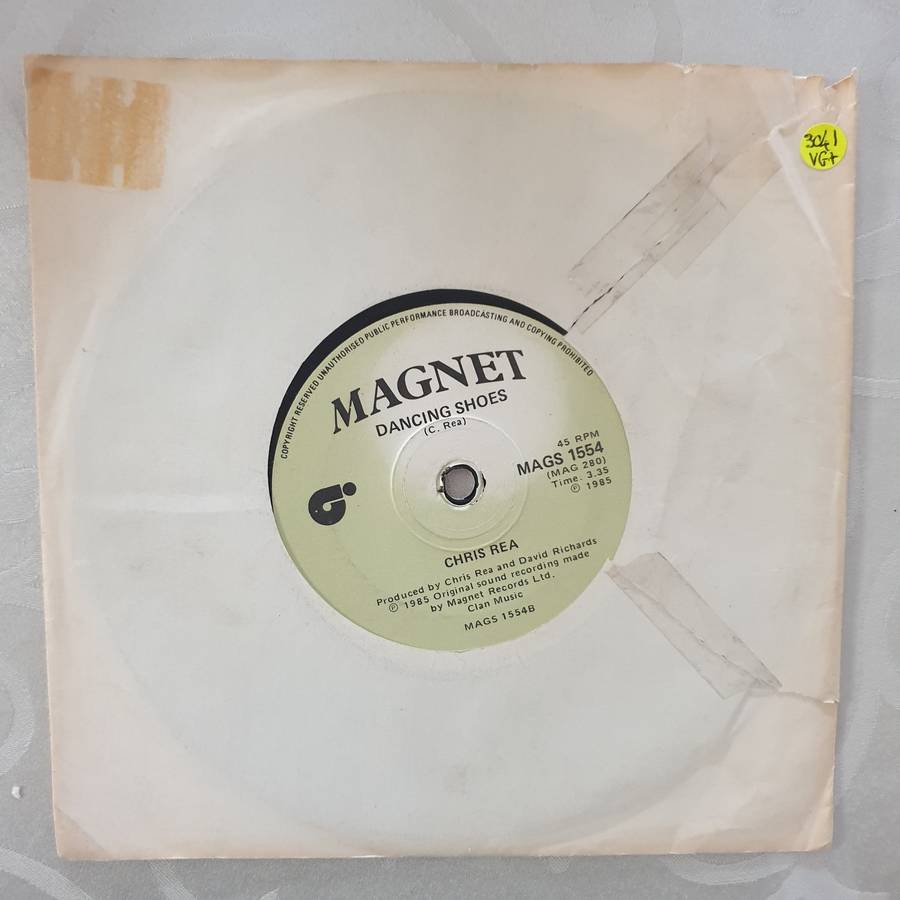 3041
VG+
COPYRIGHT RESERVED UNAUTHORISED PUBLIC PERFORMANCE BROADCASTING AND COPYING PROHIBITED
MAGNET
DANCING SHOES
(C. Rea)
45 RPM
MAGS 1554
(MAG 280)
Time. 3.35
℗ 1985
CHRIS REA
Produced by Chris Rea and David Richards
℗ 1985 Original sound recording made
by Magnet Records Ltd.
Clan Music
MAGS 1554B